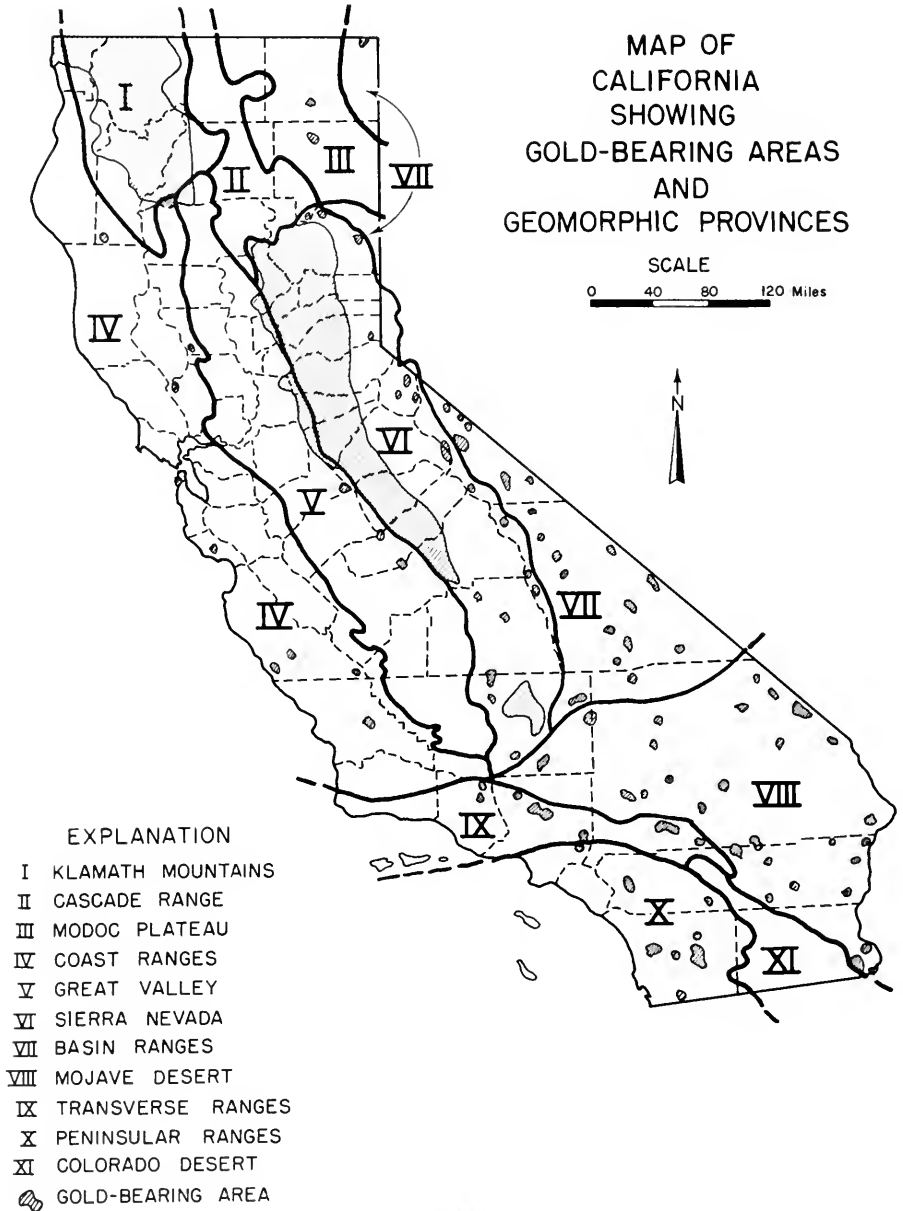 MAP OF
CALIFORNIA
SHOWING
GOLD-BEARING AREAS
AND
GEOMORPHIC PROVINCES
SCALE
0 40 80 120 Miles
N
I
II
III
VII
IV
VI
V
IV
VII
VIII
IX
X
XI
EXPLANATION
I KLAMATH MOUNTAINS
II CASCADE RANGE
III MODOC PLATEAU
IV COAST RANGES
V GREAT VALLEY
VI SIERRA NEVADA
VII BASIN RANGES
VIII MOJAVE DESERT
IX TRANSVERSE RANGES
X PENINSULAR RANGES
XI COLORADO DESERT
GOLD-BEARING AREA